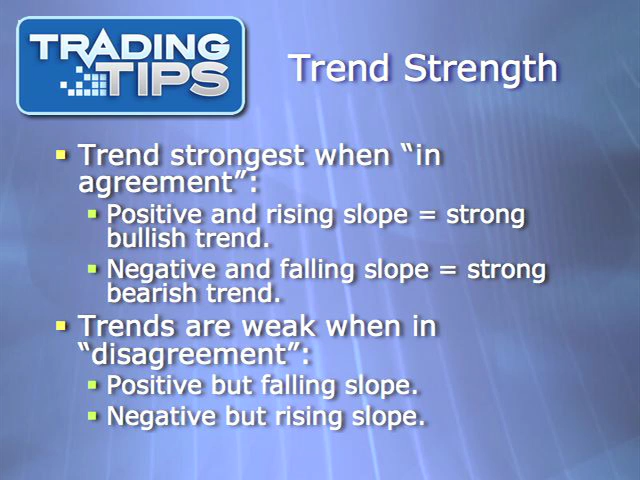 TRADING
TIPS
Trend Strength
Trend strongest when “in
agreement”:
Positive and rising slope = strong
bullish trend.
Negative and falling slope = strong
bearish trend.
Trends are weak when in
“disagreement”:
Positive but falling slope.
Negative but rising slope.